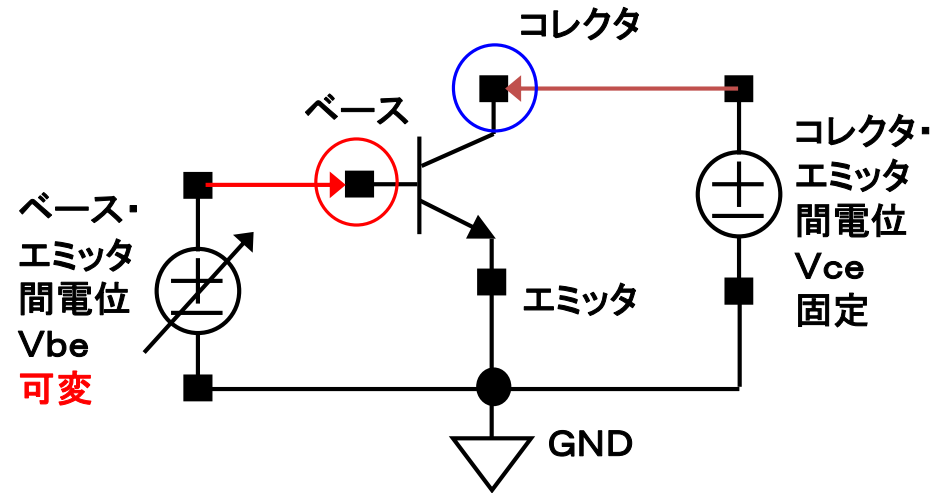 コレクタ
ベース
コレクタ・
エミッタ
間電位
Vce
固定
ベース・
エミッタ
間電位
Vbe
可変
エミッタ
GND